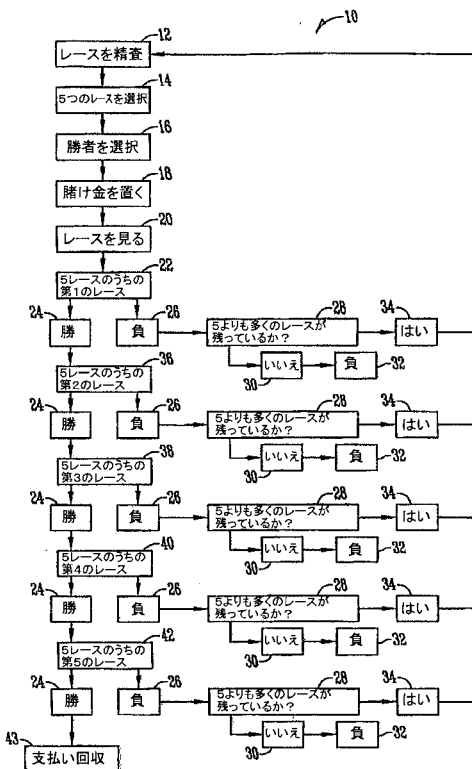 10
12
レースを精査
14
5つのレースを選択
16
勝者を選択
18
賭け金を置く
20
レースを見る
22
5レースのうちの
第1のレース
24
勝
26
負
28
5よりも多くのレースが
残っているか?
34
はい
30
いいえ
負
32
36
5レースのうちの
第2のレース
24
勝
26
負
28
5よりも多くのレースが
残っているか?
34
はい
30
いいえ
負
32
38
5レースのうちの
第3のレース
24
勝
26
負
28
5よりも多くのレースが
残っているか?
34
はい
30
いいえ
負
32
40
5レースのうちの
第4のレース
24
勝
26
負
28
5よりも多くのレースが
残っているか?
34
はい
30
いいえ
負
32
42
5レースのうちの
第5のレース
24
勝
26
負
28
5よりも多くのレースが
残っているか?
34
はい
30
いいえ
負
32
43
支払い回収